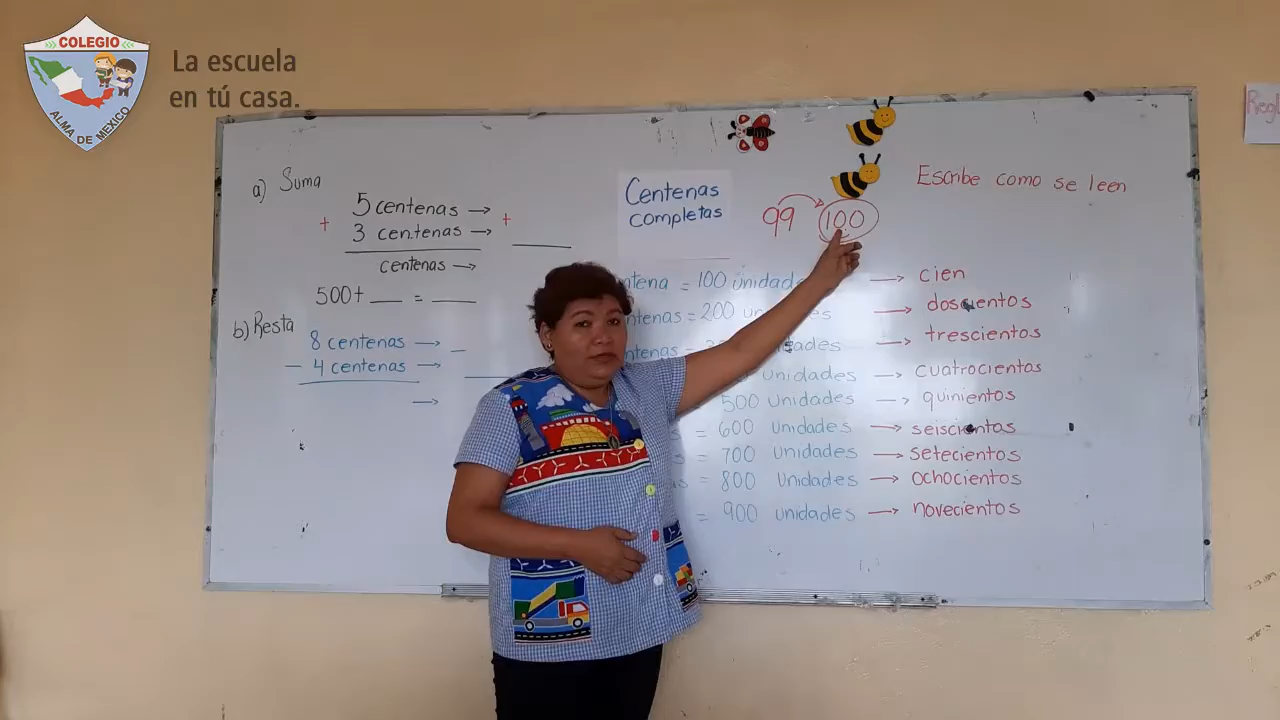 COLEGIO
ALMA DE MEXICO
La escuela
en tú casa.
a) Suma
+ 5 centenas → +
3 centenas →
centenas →
500+ __ = ___
b) Resta
8 centenas → _
- 4 centenas →
→
Centenas
completas
99 100
Escribe como se leen
= 100 unidades → cien
= 200 → doscientos
→ trescientos
unidades → cuatrocientos
500 Unidades → quinientos
= 600 Unidades → seiscientos
= 700 Unidades → setecientos
= 800 Unidades → ochocientos
= 900 unidades → novecientos